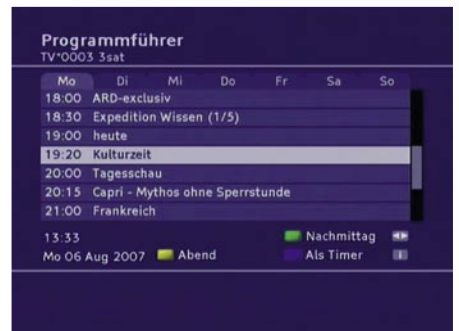 Programmführer
TV*0003 3sat
Mo Di Mi Do Fr Sa So
18:00 ARD-exclusiv
18:30 Expedition Wissen (1/5)
19:00 heute
19:20 Kulturzeit
20:00 Tagesschau
20:15 Capri - Mythos ohne Sperrstunde
21:00 Frankreich
13:33 Nachmittag
Mo 06 Aug 2007 Abend Als Timer i